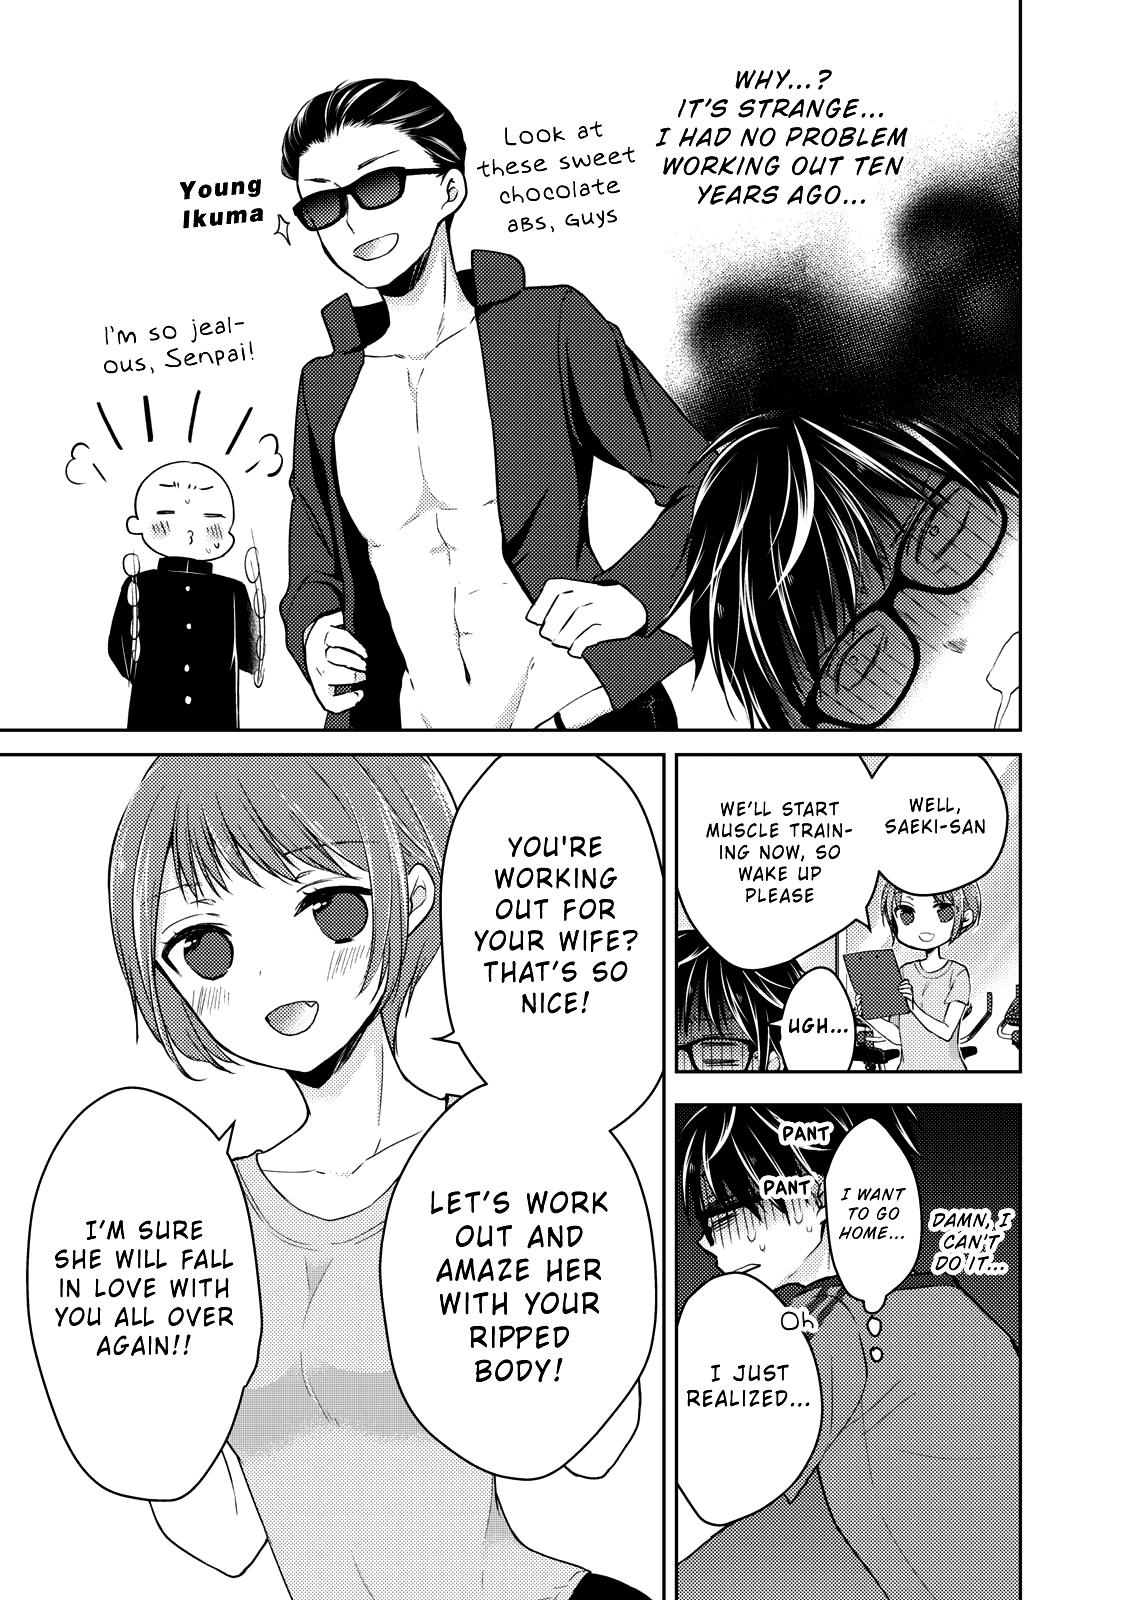 WHY...?
IT'S STRANGE...
I HAD NO PROBLEM
WORKING OUT TEN
YEARS AGO...
Look at
these sweet
chocolate
abs, guys
Young
Ikuma
I'm so jeal-
ous, Senpai!
WELL,
SAEKI-SAN
WE'LL START
MUSCLE TRAIN-
ING NOW, SO
WAKE UP
PLEASE
UGH...
PANT
PANT
I WANT
TO GO
HOME...
DAMN, I
CAN'T
DO IT...
Oh
I JUST
REALIZED...
YOU'RE
WORKING
OUT FOR
YOUR WIFE?
THAT'S SO
NICE!
LET'S WORK
OUT AND
AMAZE HER
WITH YOUR
RIPPED
BODY!
I'M SURE
SHE WILL FALL
IN LOVE WITH
YOU ALL OVER
AGAIN!!